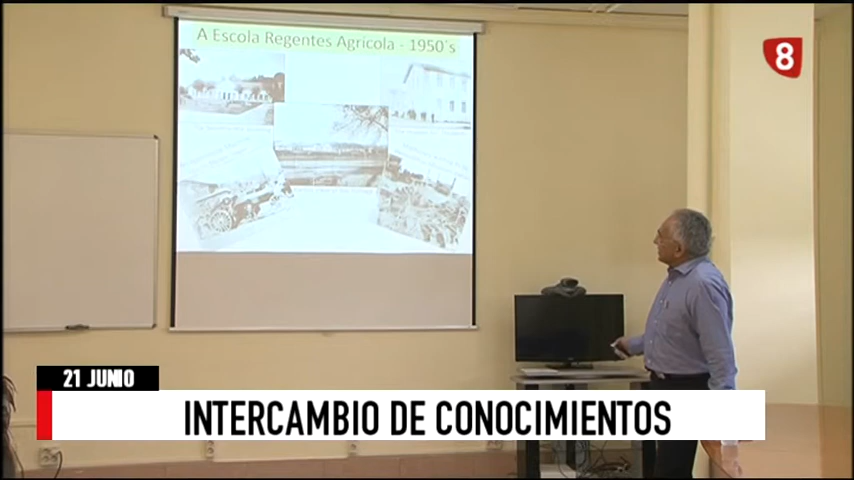 A Escola Regentes Agrícola - 1950´s
8
21 JUNIO
INTERCAMBIO DE CONOCIMIENTOS